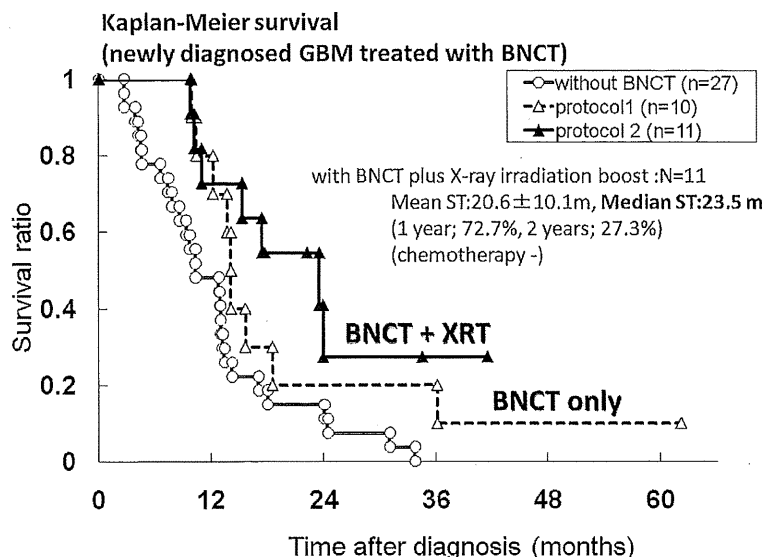 Kaplan-Meier survival
(newly diagnosed GBM treated with BNCT)
without BNCT (n=27)
protocol1 (n=10)
protocol 2 (n=11)
with BNCT plus X-ray irradiation boost :N=11
Mean ST:20.6±10.1m, Median ST:23.5 m
(1 year; 72.7%, 2 years; 27.3%)
(chemotherapy -)
BNCT + XRT
BNCT only
Survival ratio
1
0.8
0.6
0.4
0.2
0
0 12 24 36 48 60
Time after diagnosis (months)